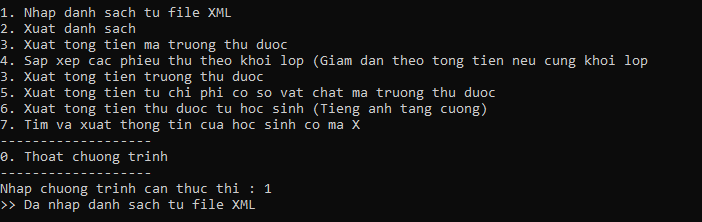 1. Nhap danh sach tu file XML
2. Xuat danh sach
3. Xuat tong tien ma truong thu duoc
4. Sap xep cac phieu thu theo khoi lop (Giam dan theo tong tien neu cung khoi lop
3. Xuat tong tien truong thu duoc
5. Xuat tong tien tu chi phi co so vat chat ma truong thu duoc
6. Xuat tong tien thu duoc tu hoc sinh (Tieng anh tang cuong)
7. Tim va xuat thong tin cua hoc sinh co ma X
-------------------
0. Thoat chuong trinh
-------------------
Nhap chuong trinh can thuc thi : 1
>> Da nhap danh sach tu file XML